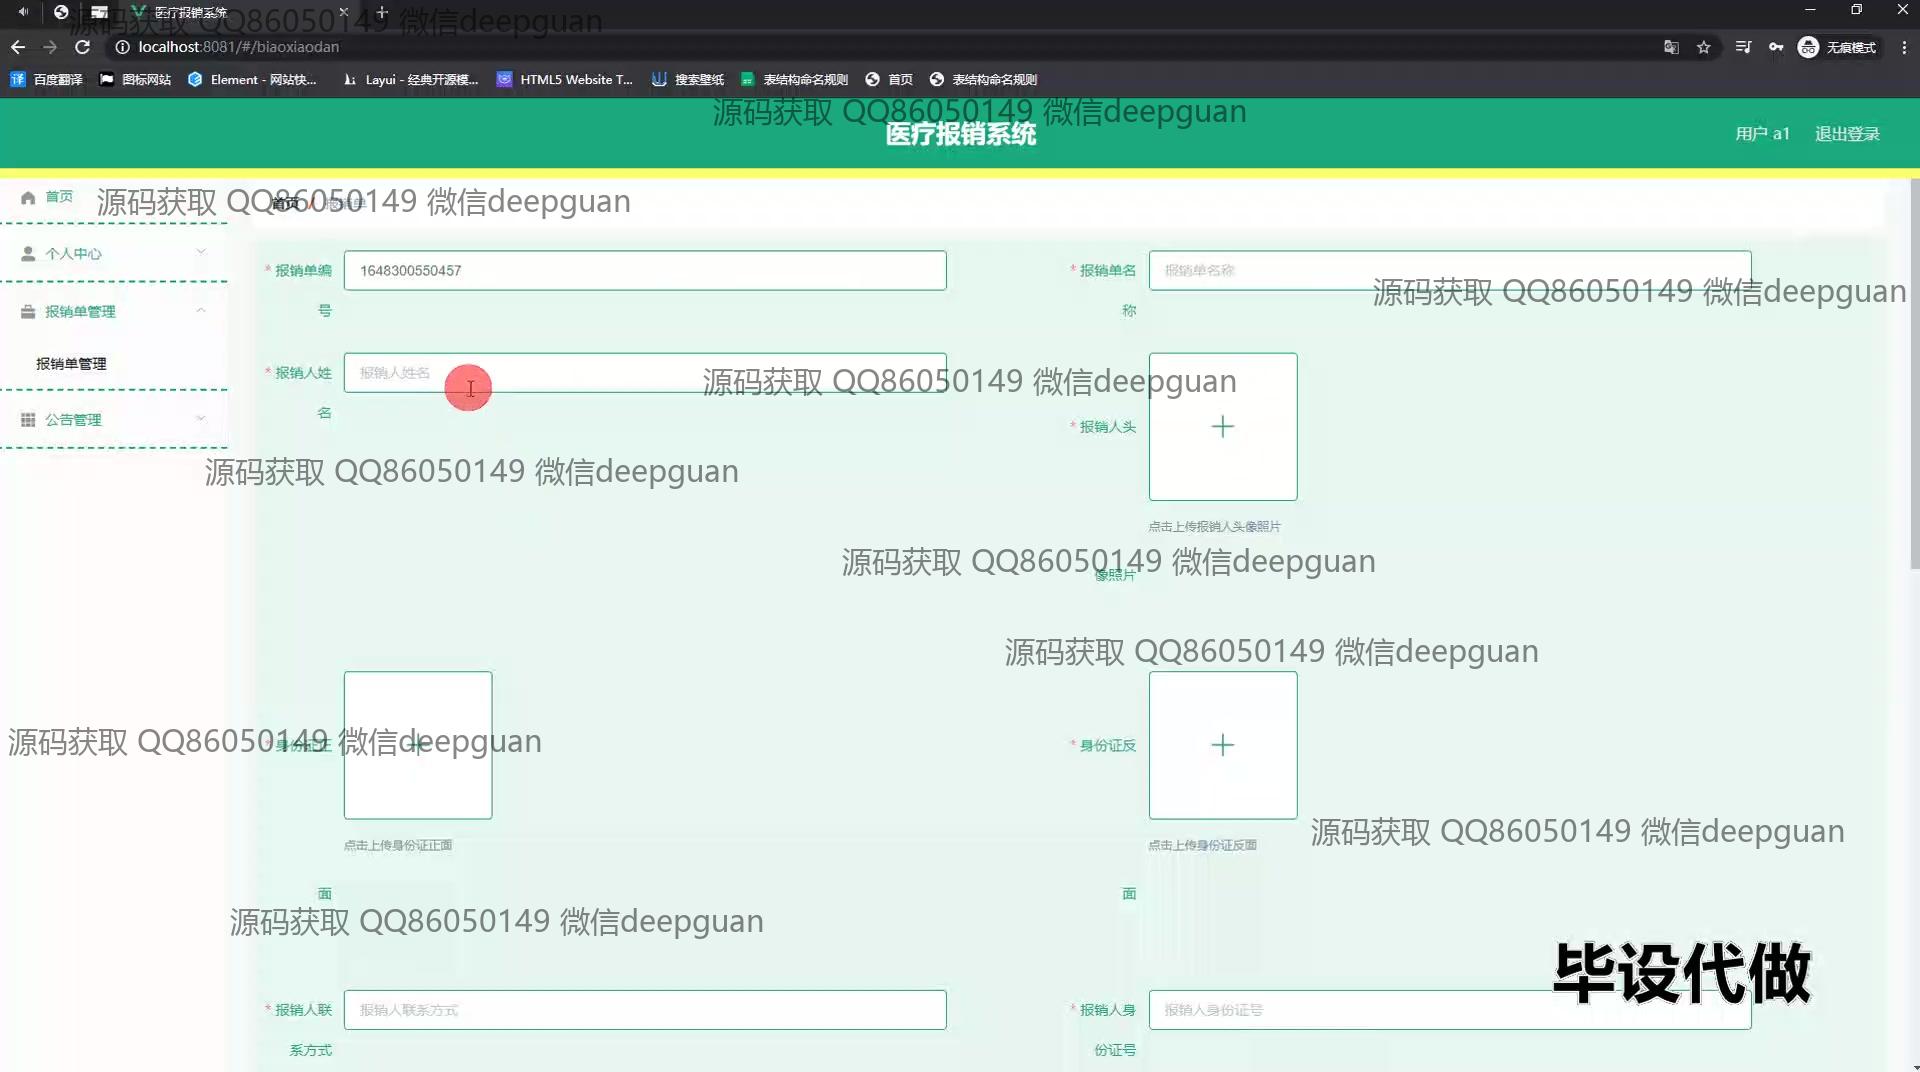 医疗报销系统
源码获取 QQ86050149 微信deepguan
localhost:8081/#/biaoxiaodan
无痕模式
百度翻译
图标网站
Element - 网站快...
Layui - 经典开源模...
HTML5 Website T...
搜索壁纸
表结构命名规则
首页
表结构命名规则
源码获取 QQ86050149 微信deepguan
医疗报销系统
用户 a1
退出登录
首页
源码获取 QQ86050149 微信deepguan
首页 / 报销单
个人中心
报销单管理
报销单管理
公告管理
* 报销单编号
1648300550457
* 报销单名称
报销单名称
源码获取 QQ86050149 微信deepguan
* 报销人姓名
报销人姓名
源码获取 QQ86050149 微信deepguan
* 报销人头像照片
点击上传报销人头像照片
源码获取 QQ86050149 微信deepguan
源码获取 QQ86050149 微信deepguan
源码获取 QQ86050149 微信deepguan
* 身份证正面
源码获取 QQ86050149 微信deepguan
点击上传身份证正面
* 身份证反面
点击上传身份证反面
源码获取 QQ86050149 微信deepguan
源码获取 QQ86050149 微信deepguan
毕设代做
* 报销人联系方式
报销人联系方式
* 报销人身份证号
报销人身份证号